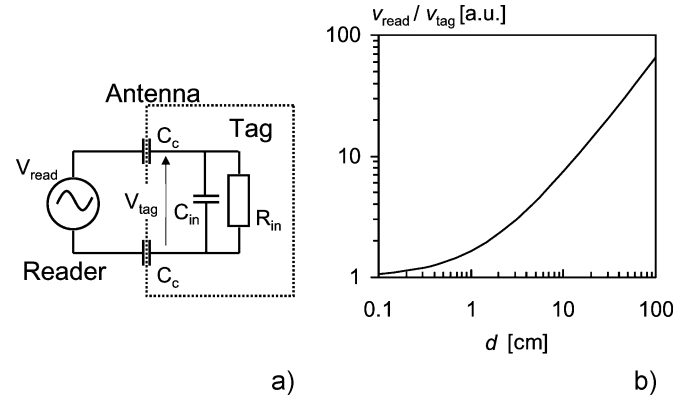 Antenna
Tag
C_c
V_read
V_tag
C_in
R_in
Reader
C_c
a)
v_read / v_tag [a.u.]
100
10
1
0.1 1 10 100
d [cm]
b)